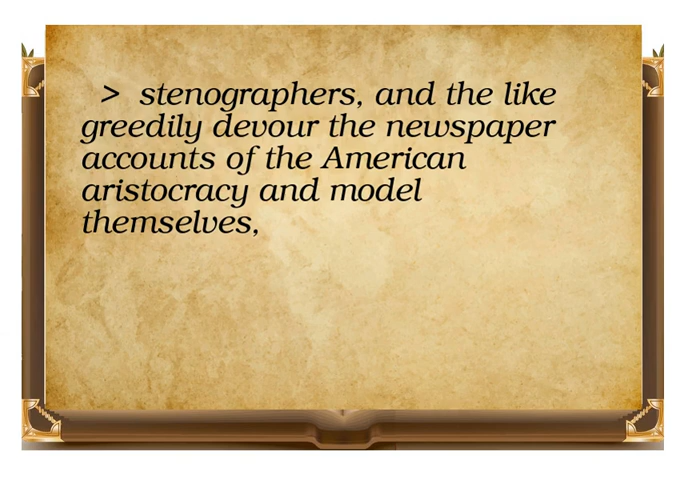 > stenographers, and the like
greedily devour the newspaper
accounts of the American
aristocracy and model
themselves,